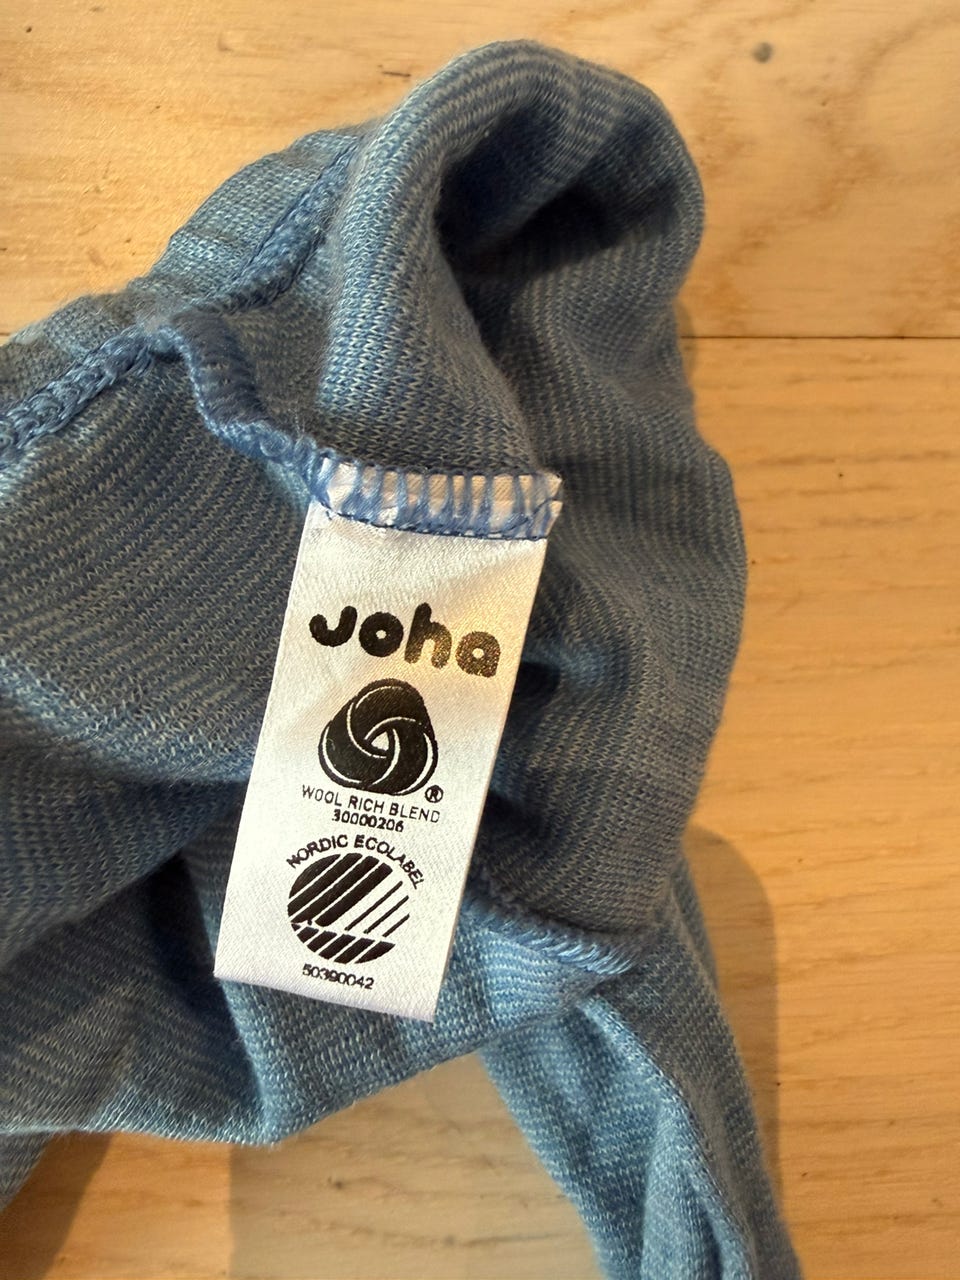 Joha
®
WOOL RICH BLEND
30000206
NORDIC ECOLABEL
50390042